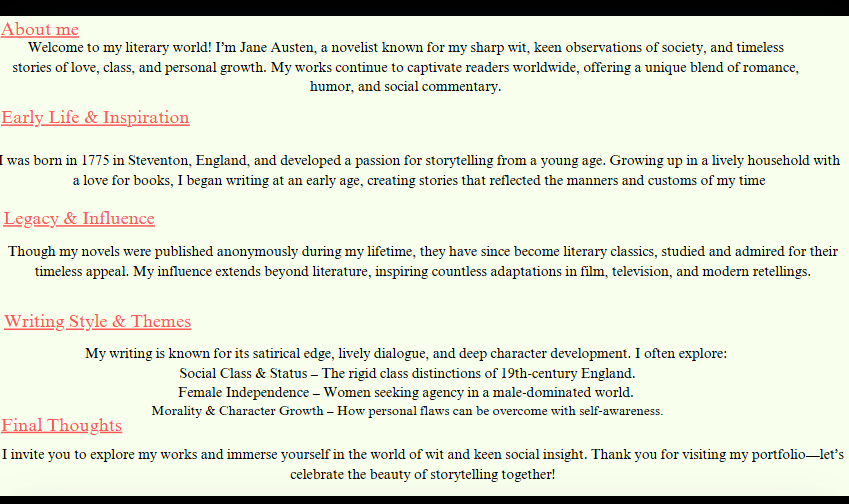 About me
Welcome to my literary world! I'm Jane Austen, a novelist known for my sharp wit, keen observations of society, and timeless
stories of love, class, and personal growth. My works continue to captivate readers worldwide, offering a unique blend of romance,
humor, and social commentary.
Early Life & Inspiration
I was born in 1775 in Steventon, England, and developed a passion for storytelling from a young age. Growing up in a lively household with
a love for books, I began writing at an early age, creating stories that reflected the manners and customs of my time
Legacy & Influence
Though my novels were published anonymously during my lifetime, they have since become literary classics, studied and admired for their
timeless appeal. My influence extends beyond literature, inspiring countless adaptations in film, television, and modern retellings.
Writing Style & Themes
My writing is known for its satirical edge, lively dialogue, and deep character development. I often explore:
Social Class & Status – The rigid class distinctions of 19th-century England.
Female Independence – Women seeking agency in a male-dominated world.
Morality & Character Growth – How personal flaws can be overcome with self-awareness.
Final Thoughts
I invite you to explore my works and immerse yourself in the world of wit and keen social insight. Thank you for visiting my portfolio—let's
celebrate the beauty of storytelling together!